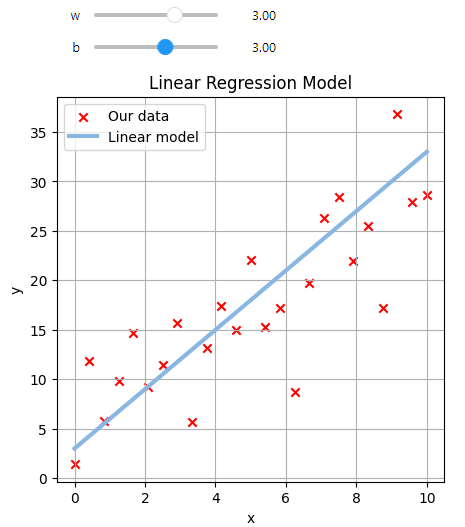 w 3.00
b 3.00
Linear Regression Model
Our data
Linear model
35
30
25
20
15
10
5
0
y
0 2 4 6 8 10
x